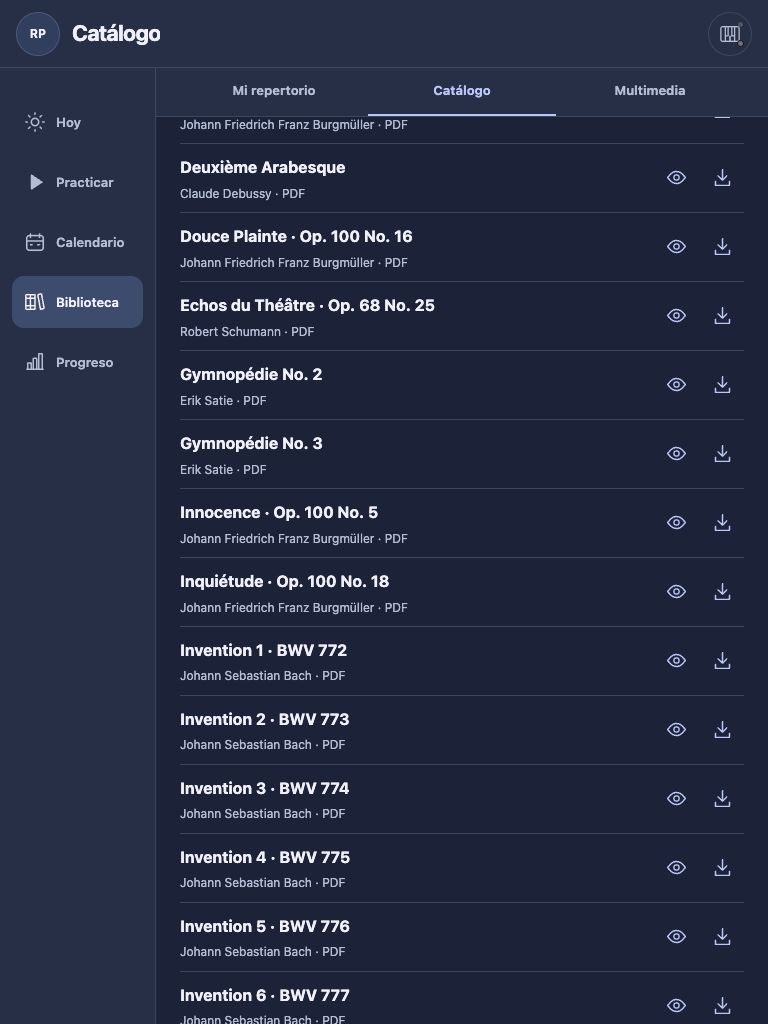 RP
Catálogo
Mi repertorio
Catálogo
Multimedia
Hoy
Practicar
Calendario
Biblioteca
Progreso
Johann Friedrich Franz Burgmüller · PDF
Deuxième Arabesque
Claude Debussy · PDF
Douce Plainte · Op. 100 No. 16
Johann Friedrich Franz Burgmüller · PDF
Echos du Théâtre · Op. 68 No. 25
Robert Schumann · PDF
Gymnopédie No. 2
Erik Satie · PDF
Gymnopédie No. 3
Erik Satie · PDF
Innocence · Op. 100 No. 5
Johann Friedrich Franz Burgmüller · PDF
Inquiétude · Op. 100 No. 18
Johann Friedrich Franz Burgmüller · PDF
Invention 1 · BWV 772
Johann Sebastian Bach · PDF
Invention 2 · BWV 773
Johann Sebastian Bach · PDF
Invention 3 · BWV 774
Johann Sebastian Bach · PDF
Invention 4 · BWV 775
Johann Sebastian Bach · PDF
Invention 5 · BWV 776
Johann Sebastian Bach · PDF
Invention 6 · BWV 777
Johann Sebastian Bach · PDF